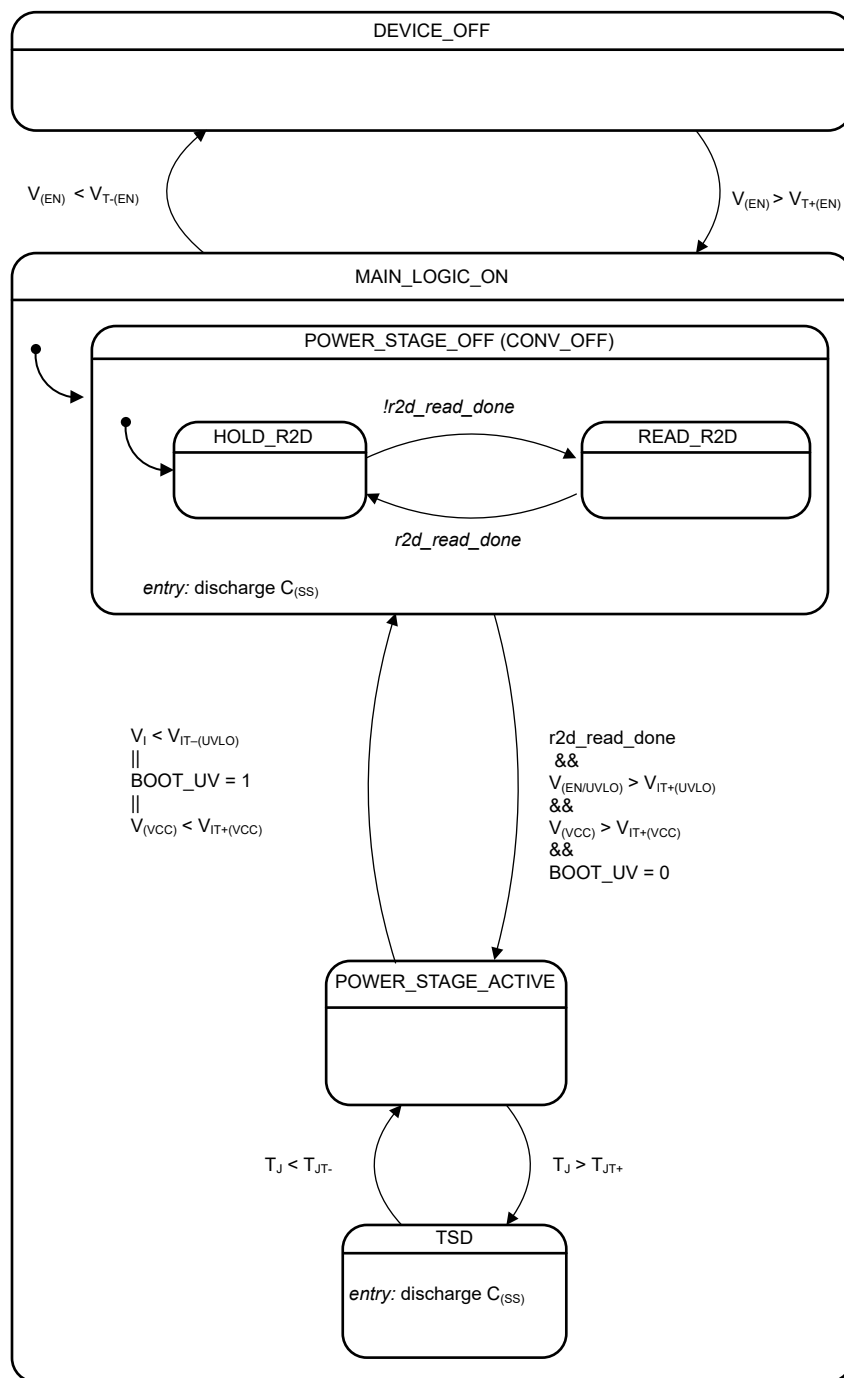 DEVICE_OFF
V(EN) < VT-(EN)
V(EN) > VT+(EN)
MAIN_LOGIC_ON
POWER_STAGE_OFF (CONV_OFF)
!r2d_read_done
HOLD_R2D
READ_R2D
r2d_read_done
entry: discharge C(SS)
VI < VIT–(UVLO)
||
BOOT_UV = 1
||
V(VCC) < VIT+(VCC)
r2d_read_done
&&
V(EN/UVLO) > VIT+(UVLO)
&&
V(VCC) > VIT+(VCC)
&&
BOOT_UV = 0
POWER_STAGE_ACTIVE
TJ < TJT-
TJ > TJT+
TSD
entry: discharge C(SS)